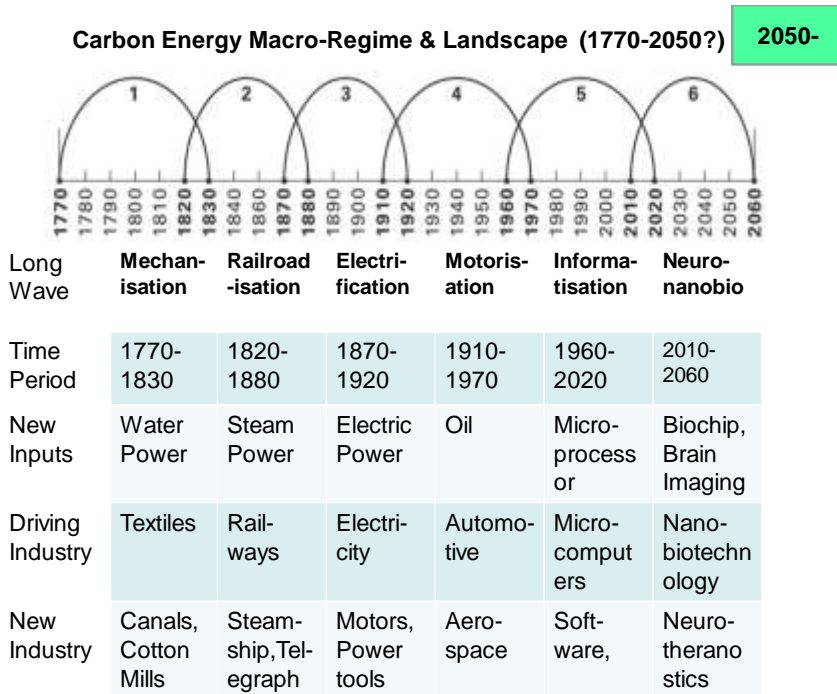 Carbon Energy Macro-Regime & Landscape (1770-2050?)
2050-
1 2 3 4 5 6
1770 1780 1790 1800 1810 1820 1830 1840 1850 1860 1870 1880 1890 1900 1910 1920 1930 1940 1950 1960 1970 1980 1990 2000 2010 2020 2030 2040 2050 2060
Long Mechan- Railroad Electri- Motoris- Informa- Neuro-
Wave isation -isation fication ation tisation nanobio
Time 1770- 1820- 1870- 1910- 1960- 2010-
Period 1830 1880 1920 1970 2020 2060
New Water Steam Electric Oil Micro- Biochip,
Inputs Power Power Power process Brain
or Imaging
Driving Textiles Rail- Electri- Automo- Micro- Nano-
Industry ways city tive comput biotechn
ers ology
New Canals, Steam- Motors, Aero- Soft- Neuro-
Industry Cotton ship,Tel- Power space ware, therano
Mills egraph tools stics